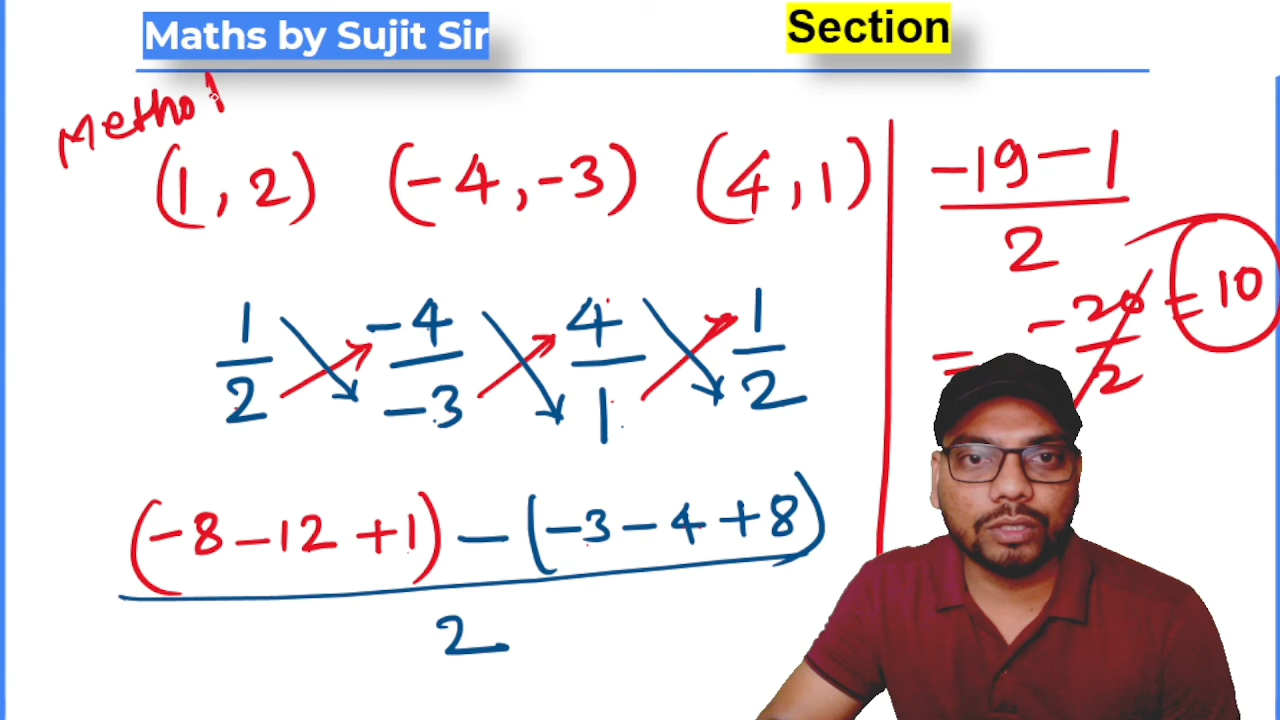 Maths by Sujit Sir
Section
Method
(1, 2) (-4, -3) (4, 1)
1/2 -4/-3 4/1 1/2
(-8 - 12 + 1) - (-3 - 4 + 8)
2
-19 - 1
2
= -20/2 = 10